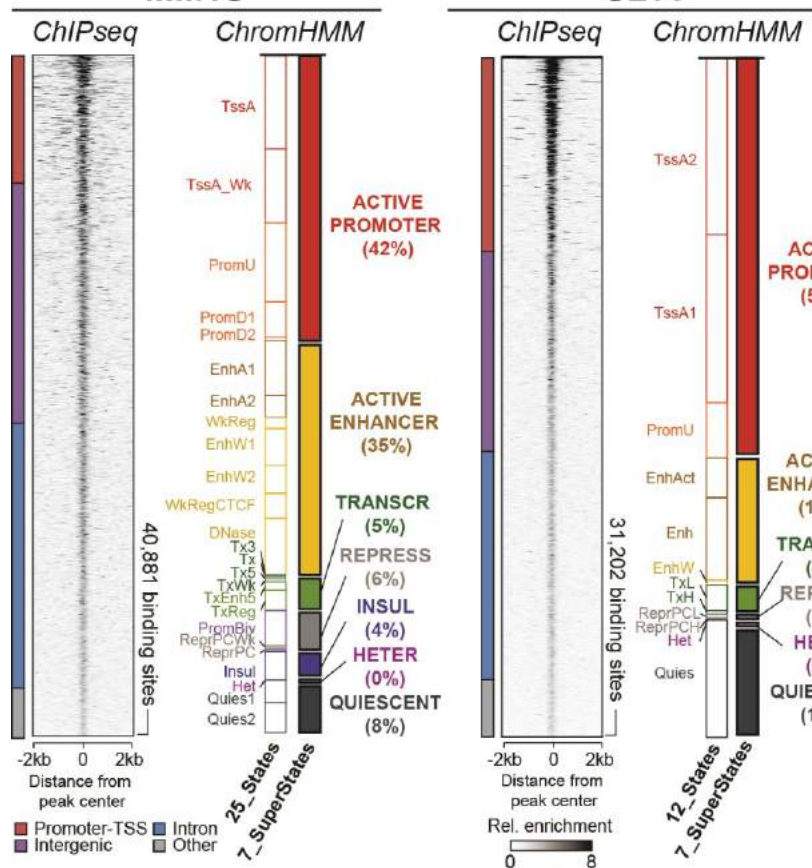 ChIPseq ChromHMM
TssA
TssA_Wk
PromU
PromD1
PromD2
EnhA1
EnhA2
WkReg
EnhW1
EnhW2
WkRegCTCF
DNase
Tx3
Tx
Tx5
TxWk
TxEnh5
TxReg
PromBiv
ReprPCWk
ReprPC
Insul
Het
Quies1
Quies2
ACTIVE
PROMOTER
(42%)
ACTIVE
ENHANCER
(35%)
TRANSCR
(5%)
REPRESS
(6%)
INSUL
(4%)
HETER
(0%)
QUIESCENT
(8%)
40,881 binding sites
-2kb 0 2kb
Distance from
peak center
25_States
7_SuperStates
Promoter-TSS Intron
Intergenic Other
ChIPseq ChromHMM
TssA2
TssA1
PromU
EnhAct
Enh
EnhW
TxL
TxH
ReprPCL
ReprPCH
Het
Quies
31,202 binding sites
-2kb 0 2kb
Distance from
peak center
12_States
7_SuperStates
Rel. enrichment
0 8